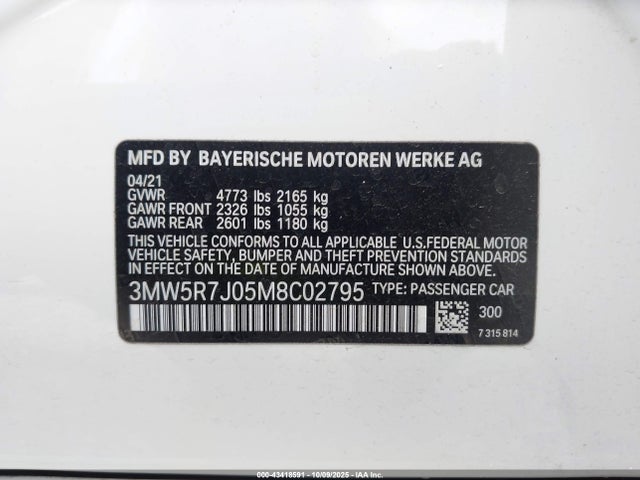 MFD BY BAYERISCHE MOTOREN WERKE AG
04/21
GVWR 4773 lbs 2165 kg
GAWR FRONT 2326 lbs 1055 kg
GAWR REAR 2601 lbs 1180 kg
THIS VEHICLE CONFORMS TO ALL APPLICABLE U.S.FEDERAL MOTOR
VEHICLE SAFETY, BUMPER, AND THEFT PREVENTION STANDARDS
IN EFFECT ON THE DATE OF MANUFACTURE SHOWN ABOVE.
3MW5R7J05M8C02795 TYPE: PASSENGER CAR
300
7 315 814
000-43418591 - 10/09/2025 - IAA Inc.